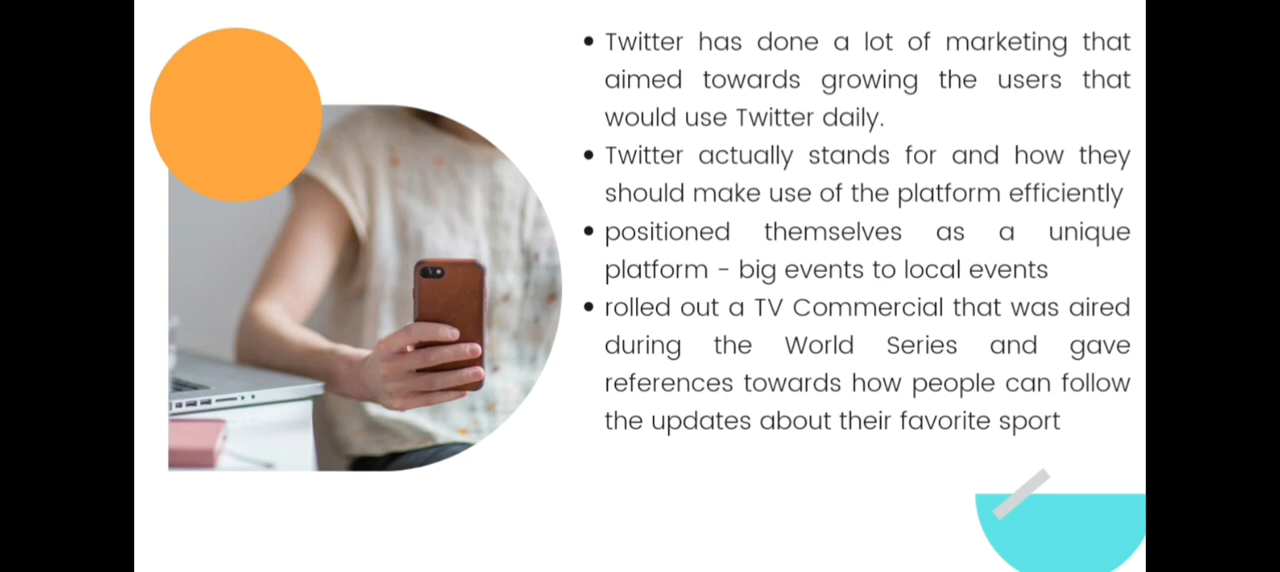 • Twitter has done a lot of marketing that
aimed towards growing the users that
would use Twitter daily.
• Twitter actually stands for and how they
should make use of the platform efficiently
• positioned themselves as a unique
platform - big events to local events
• rolled out a TV Commercial that was aired
during the World Series and gave
references towards how people can follow
the updates about their favorite sport